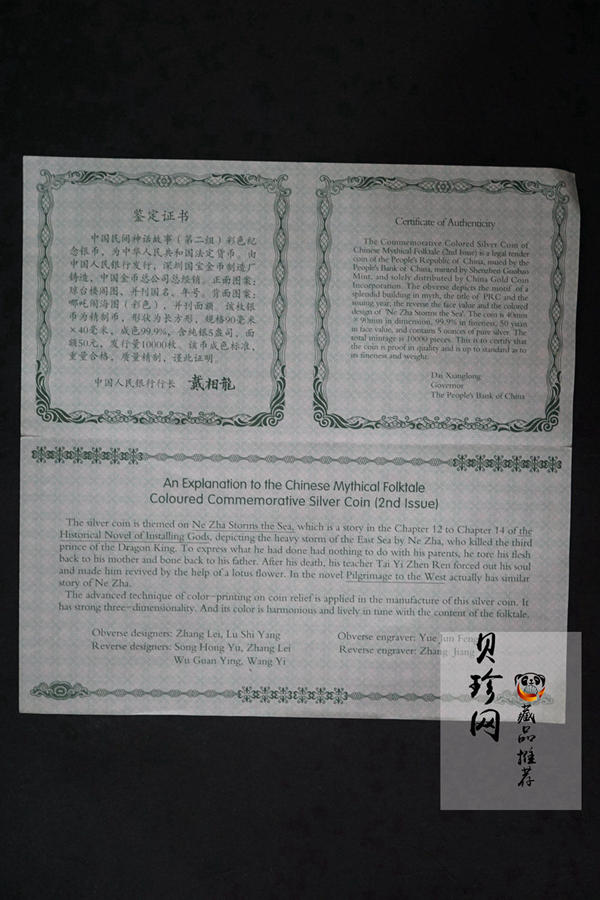 鉴定证书
中国民间神话故事（第二组）彩色纪
念银币，为中华人民共和国法定货币。由
中国人民银行发行，深圳国宝金币制造厂
铸造，中国金币总公司总经销。正面图案：
琼台楼阁图，并刊国名、年号。背面图案：
哪吒闹海图（彩色），并刊面额。该枚银
币为精制币，形状为长方形，规格90毫米
×40毫米，成色99.9%，含纯银5盎司，面
额50元，发行量10000枚。该币成色标准，
重量合格，质量精制，谨此证明。
中国人民银行行长 戴相龍
Certificate of Authenticity
The Commemorative Colored Silver Coin of
Chinese Mythical Folktale (2nd Issue) is a legal tender
coin of the People's Republic of China, issued by the
People's Bank of China, minted by Shenzhen Guobao
Mint, and solely distributed by China Gold Coin
Incorporation. The obverse depicts the motif of a
splendid building in myth, the title of PRC and the
issuing year, the reverse the face value and the colored
design of 'Ne Zha Storms the Sea'. The coin is 40mm
×90mm in dimension, 99.9% in fineness, 50 yuan
in face value, and contains 5 ounces of pure silver. The
total mintage is 10000 pieces. This is to certify that
the coin is proof in quality and is up to standard as to
its fineness and weight.
Dai Xianglong
Governor
The People's Bank of China
An Explanation to the Chinese Mythical Folktale
Coloured Commemorative Silver Coin (2nd Issue)
The silver coin is themed on Ne Zha Storms the Sea, which is a story in the Chapter 12 to Chapter 14 of the
Historical Novel of Installing Gods, depicting the heavy storm of the East Sea by Ne Zha, who killed the third
prince of the Dragon King. To express what he had done had nothing to do with his parents, he tore his flesh
back to his mother and bone back to his father. After his death, his teacher Tai Yi Zhen Ren forced out his soul
and made him revived by the help of a lotus flower. In the novel Pilgrimage to the West actually has similar
story of Ne Zha.
The advanced technique of color-printing on coin relief is applied in the manufacture of this silver coin. It
has strong three-dimensionality. And its color is harmonious and lively in tune with the content of the folktale.
Obverse designers: Zhang Lei, Lu Shi Yang
Reverse designers: Song Hong Yu, Zhang Lei
Wu Guan Ying, Wang Yi
Obverse engraver: Yue Jun Feng
Reverse engraver: Zhang Jiang
贝珍网
藏品推荐